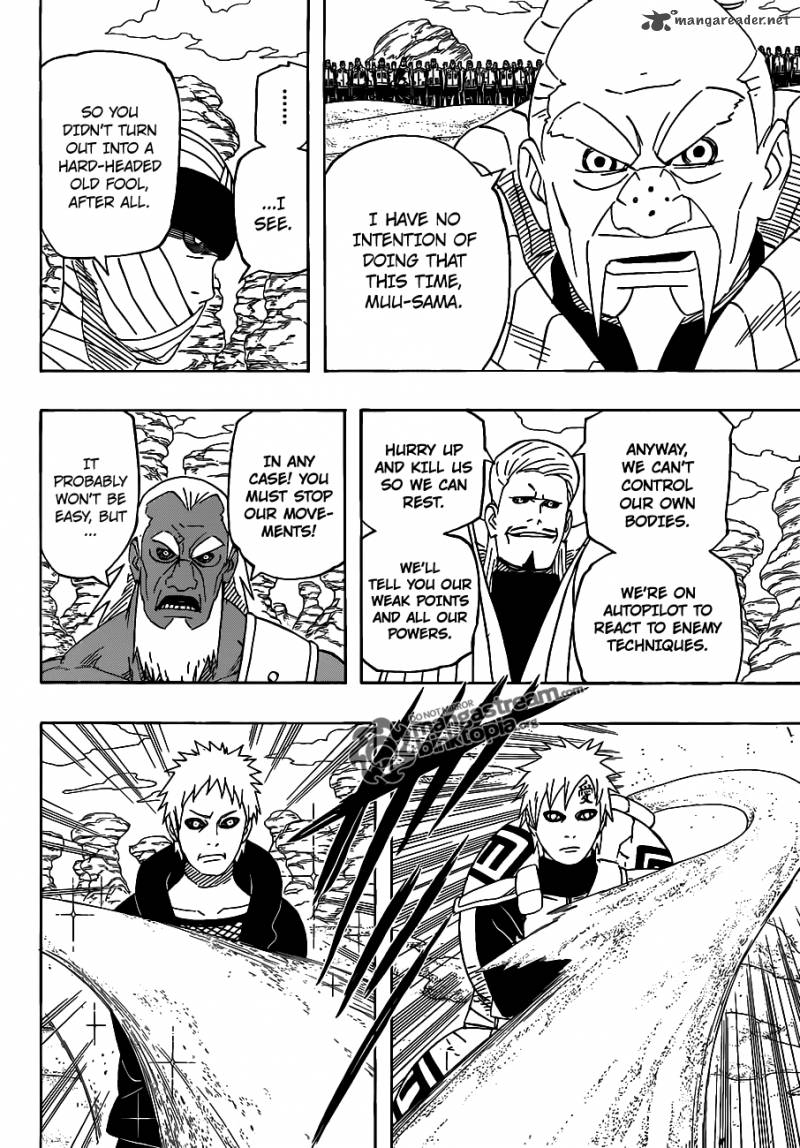 mangareader.net
I HAVE NO
INTENTION OF
DOING THAT
THIS TIME,
MUU-SAMA.
......
...I
SEE.
SO YOU
DIDN'T TURN
OUT INTO A
HARD-HEADED
OLD FOOL,
AFTER ALL.
ANYWAY,
WE CAN'T
CONTROL
OUR OWN
BODIES.
WE'RE ON
AUTOPILOT TO
REACT TO ENEMY
TECHNIQUES.
HURRY UP
AND KILL US
SO WE CAN
REST.
WE'LL
TELL YOU OUR
WEAK POINTS
AND ALL OUR
POWERS.
IN ANY
CASE! YOU
MUST STOP
OUR MOVE-
MENTS!
IT
PROBABLY
WON'T BE
EASY, BUT
...
DO NOT MIRROR
mangastream.com
pinktopia.org
愛